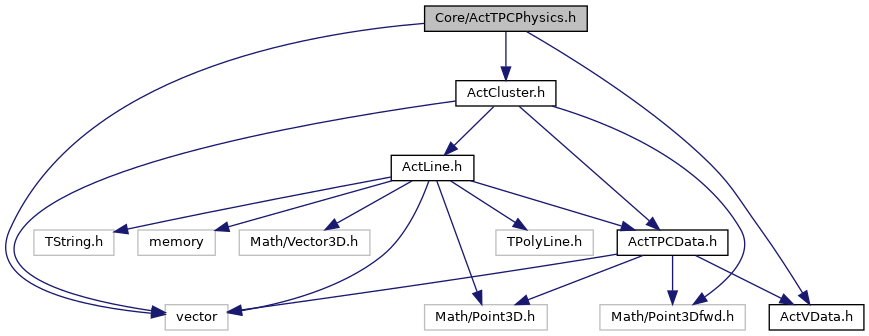 Core/ActTPCPhysics.h
ActCluster.h
ActLine.h
TString.h
memory
Math/Vector3D.h
TPolyLine.h
ActTPCData.h
vector
Math/Point3D.h
Math/Point3Dfwd.h
ActVData.h